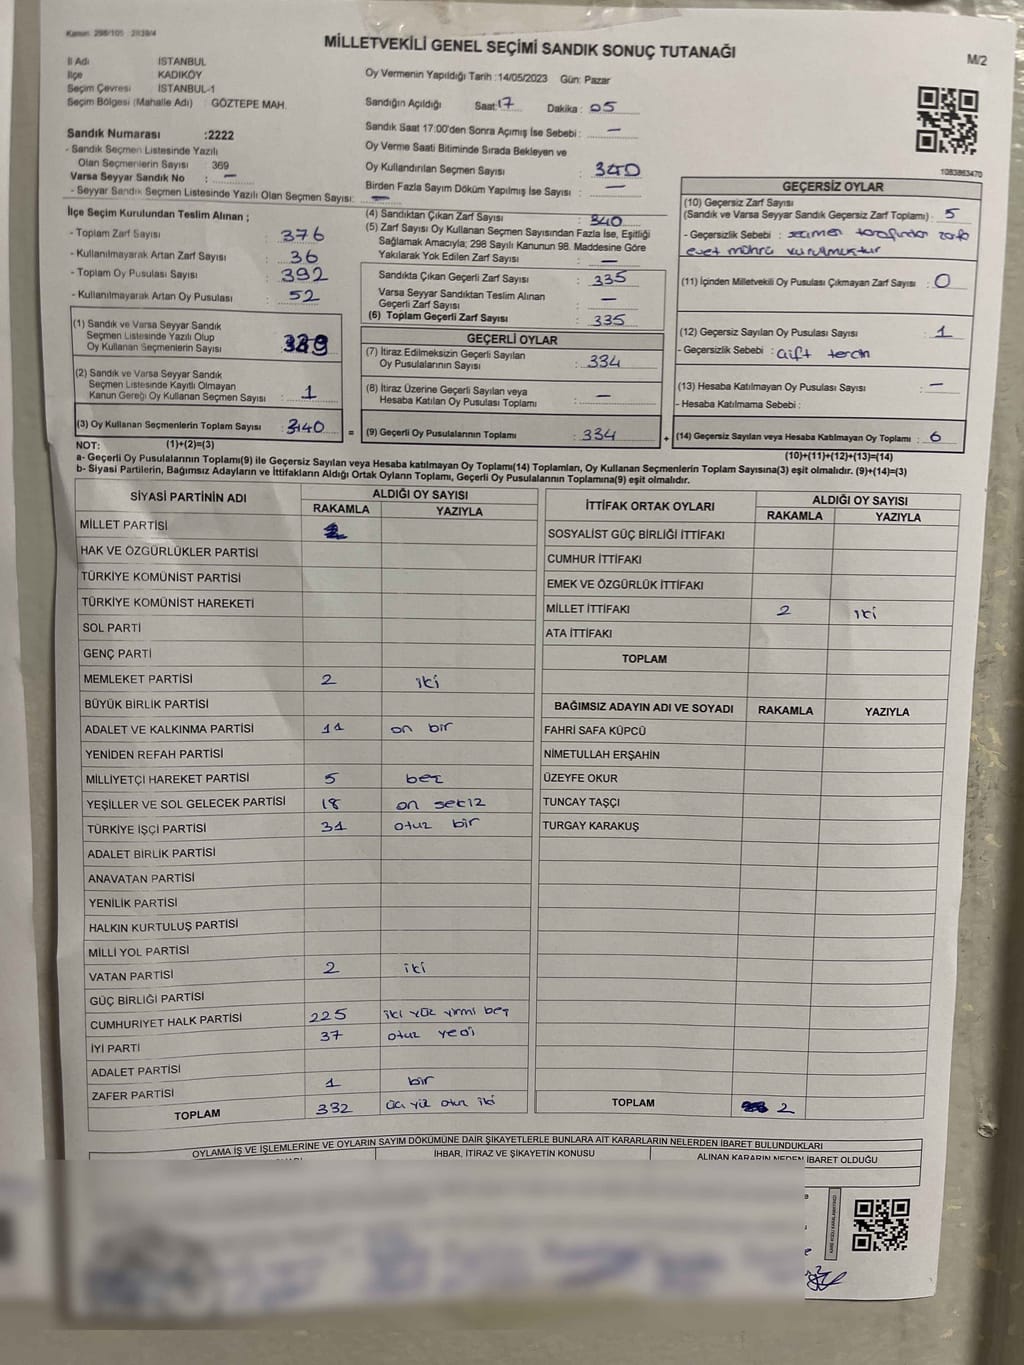 Kanun: 298/105 2839/4
MİLLETVEKİLİ GENEL SEÇİMİ SANDIK SONUÇ TUTANAĞI
M/2
İl Adı İSTANBUL
İlçe KADIKÖY
Seçim Çevresi İSTANBUL-1
Seçim Bölgesi (Mahalle Adı) : GÖZTEPE MAH.
Sandık Numarası :2222
- Sandık Seçmen Listesinde Yazılı
Olan Seçmenlerin Sayısı : 369
Varsa Seyyar Sandık No : —
- Seyyar Sandık Seçmen Listesinde Yazılı Olan Seçmen Sayısı: —
Oy Vermenin Yapıldığı Tarih :14/05/2023 Gün: Pazar
Sandığın Açıldığı Saat: 17 Dakika : 05
Sandık Saat 17:00'den Sonra Açımış İse Sebebi : —
Oy Verme Saati Bitiminde Sırada Bekleyen ve
Oy Kullandırılan Seçmen Sayısı : 340
Birden Fazla Sayım Döküm Yapılmış İse Sayısı : —
1083863470
İlçe Seçim Kurulundan Teslim Alınan ;
- Toplam Zarf Sayısı : 376
- Kullanılmayarak Artan Zarf Sayısı : 36
- Toplam Oy Pusulası Sayısı : 392
- Kullanılmayarak Artan Oy Pusulası : 52
(1) Sandık ve Varsa Seyyar Sandık
Seçmen Listesinde Yazılı Olup
Oy Kullanan Seçmenlerin Sayısı :
(2) Sandık ve Varsa Seyyar Sandık
Seçmen Listesinde Kayıtlı Olmayan
Kanun Gereği Oy Kullanan Seçmen Sayısı : 1
(3) Oy Kullanan Seçmenlerin Toplam Sayısı : 340
(1)+(2)=(3)
(4) Sandıktan Çıkan Zarf Sayısı : 340
(5) Zarf Sayısı Oy Kullanan Seçmen Sayısından Fazla İse, Eşitliği
Sağlamak Amacıyla; 298 Sayılı Kanunun 98. Maddesine Göre
Yakılarak Yok Edilen Zarf Sayısı : —
Sandıkta Çıkan Geçerli Zarf Sayısı : 335
Varsa Seyyar Sandıktan Teslim Alınan
Geçerli Zarf Sayısı : —
(6) Toplam Geçerli Zarf Sayısı : 335
GEÇERLİ OYLAR
(7) İtiraz Edilmeksizin Geçerli Sayılan
Oy Pusulalarının Sayısı : 334
(8) İtiraz Üzerine Geçerli Sayılan veya
Hesaba Katılan Oy Pusulası Toplamı : —
= (9) Geçerli Oy Pusulalarının Toplamı : 334
GEÇERSİZ OYLAR
(10) Geçersiz Zarf Sayısı
(Sandık ve Varsa Seyyar Sandık Geçersiz Zarf Toplamı) : 5
- Geçersizlik Sebebi : seçmen tarafından zarfa
evet mührü vurulmuştur
(11) İçinden Milletvekili Oy Pusulası Çıkmayan Zarf Sayısı : 0
(12) Geçersiz Sayılan Oy Pusulası Sayısı : 1
- Geçersizlik Sebebi : Çift tercih
(13) Hesaba Katılmayan Oy Pusulası Sayısı : —
- Hesaba Katılmama Sebebi :
+ (14) Geçersiz Sayılan veya Hesaba Katılmayan Oy Toplamı : 6
(10)+(11)+(12)+(13)=(14)
NOT:
a- Geçerli Oy Pusulalarının Toplamı(9) ile Geçersiz Sayılan veya Hesaba katılmayan Oy Toplamı(14) Toplamları, Oy Kullanan Seçmenlerin Toplam Sayısına(3) eşit olmalıdır. (9)+(14)=(3)
b- Siyasi Partilerin, Bağımsız Adayların ve İttifakların Aldığı Ortak Oyların Toplamı, Geçerli Oy Pusulalarının Toplamına(9) eşit olmalıdır.
SİYASİ PARTİNİN ADI ALDIĞI OY SAYISI
RAKAMLA YAZIYLA
MİLLET PARTİSİ
HAK VE ÖZGÜRLÜKLER PARTİSİ
TÜRKİYE KOMÜNİST PARTİSİ
TÜRKİYE KOMÜNİST HAREKETİ
SOL PARTİ
GENÇ PARTİ
MEMLEKET PARTİSİ 2 iki
BÜYÜK BİRLİK PARTİSİ
ADALET VE KALKINMA PARTİSİ 11 on bir
YENİDEN REFAH PARTİSİ
MİLLİYETÇİ HAREKET PARTİSİ 5 beş
YEŞİLLER VE SOL GELECEK PARTİSİ 18 on sekiz
TÜRKİYE İŞÇİ PARTİSİ 31 otuz bir
ADALET BİRLİK PARTİSİ
ANAVATAN PARTİSİ
YENİLİK PARTİSİ
HALKIN KURTULUŞ PARTİSİ
MİLLİ YOL PARTİSİ
VATAN PARTİSİ 2 iki
GÜÇ BİRLİĞİ PARTİSİ
CUMHURİYET HALK PARTİSİ 225 iki yüz yirmi beş
İYİ PARTİ 37 otuz yedi
ADALET PARTİSİ
ZAFER PARTİSİ 1 bir
TOPLAM 332 üç yüz otuz iki
İTTİFAK ORTAK OYLARI ALDIĞI OY SAYISI
RAKAMLA YAZIYLA
SOSYALİST GÜÇ BİRLİĞİ İTTİFAKI
CUMHUR İTTİFAKI
EMEK VE ÖZGÜRLÜK İTTİFAKI
MİLLET İTTİFAKI 2 iki
ATA İTTİFAKI
TOPLAM
BAĞIMSIZ ADAYIN ADI VE SOYADI RAKAMLA YAZIYLA
FAHRİ SAFA KÜPCÜ
NİMETULLAH ERŞAHİN
ÜZEYFE OKUR
TUNCAY TAŞÇI
TURGAY KARAKUŞ
TOPLAM 2
OYLAMA İŞ VE İŞLEMLERİNE VE OYLARIN SAYIM DÖKÜMÜNE DAİR ŞİKAYETLERLE BUNLARA AİT KARARLARIN NELERDEN İBARET BULUNDUKLARI
İHBAR, İTİRAZ VE ŞİKAYETİN KONUSU
ALINAN KARARIN NEDEN İBARET OLDUĞU